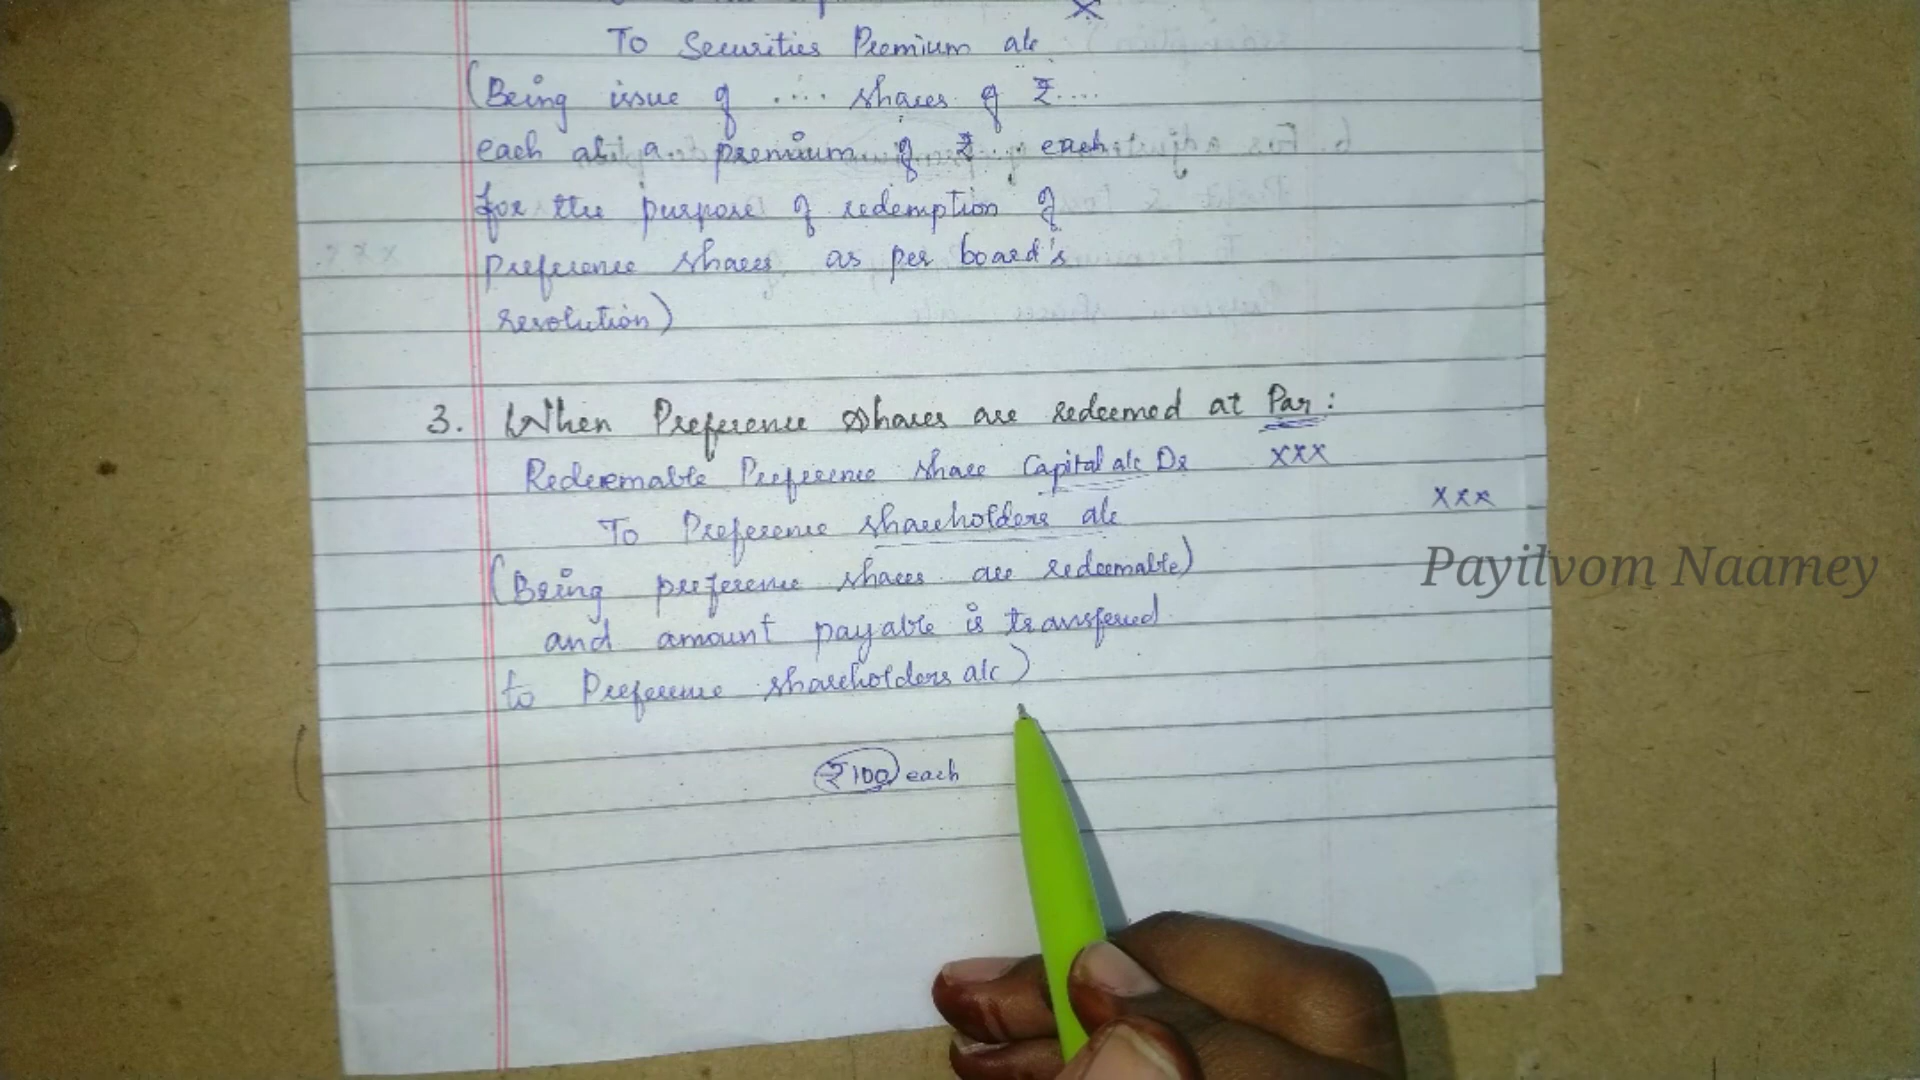 To Securities Premium a/c
(Being issue of .... shares of ₹....
each at a premium of ₹... each
for the purpose of redemption of
preference shares as per board's
resolution)
3. When Preference shares are redeemed at Par:
Redeemable Preference share Capital a/c Dr xxx
To Preference shareholders a/c xxx
(Being preference shares are redeemable)
and amount payable is transferred
to Preference shareholders a/c)
₹100 each
Payilvom Naamey